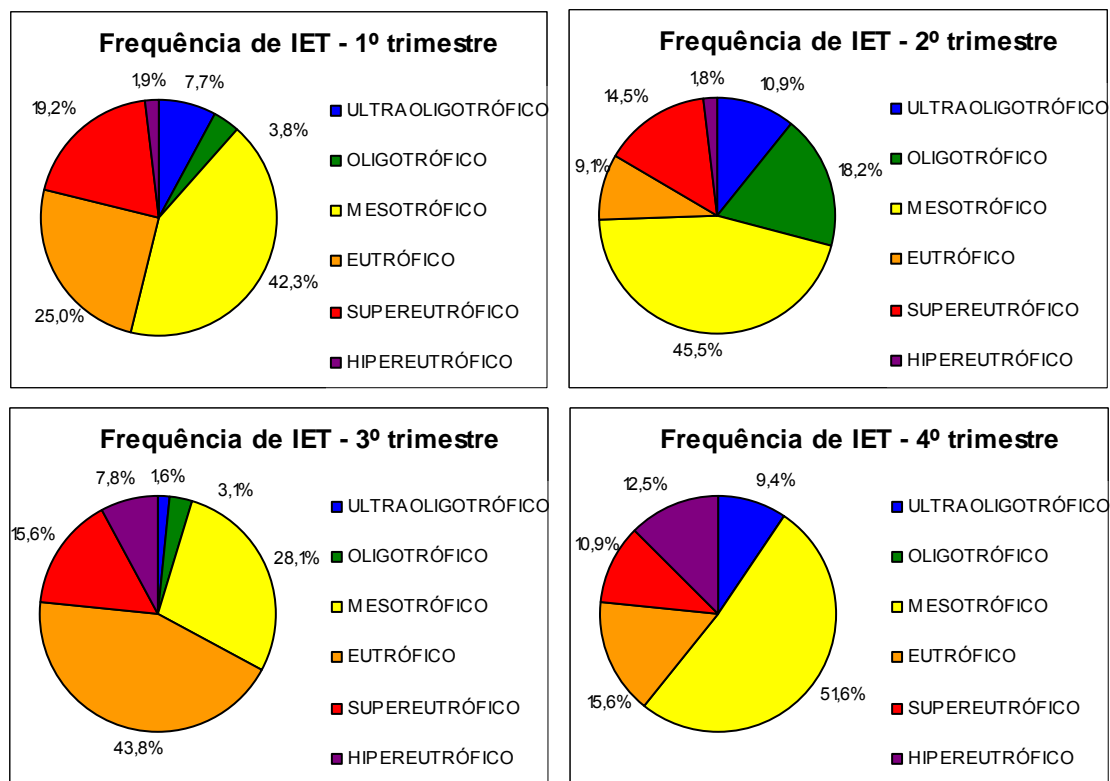 Frequência de IET - 1º trimestre
1,9%
7,7%
19,2%
3,8%
42,3%
25,0%
ULTRAOLIGOTRÓFICO
OLIGOTRÓFICO
MESOTRÓFICO
EUTRÓFICO
SUPEREUTRÓFICO
HIPEREUTRÓFICO
Frequência de IET - 2º trimestre
1,8%
10,9%
14,5%
9,1%
18,2%
45,5%
ULTRAOLIGOTRÓFICO
OLIGOTRÓFICO
MESOTRÓFICO
EUTRÓFICO
SUPEREUTRÓFICO
HIPEREUTRÓFICO
Frequência de IET - 3º trimestre
7,8%
1,6%
3,1%
15,6%
28,1%
43,8%
ULTRAOLIGOTRÓFICO
OLIGOTRÓFICO
MESOTRÓFICO
EUTRÓFICO
SUPEREUTRÓFICO
HIPEREUTRÓFICO
Frequência de IET - 4º trimestre
12,5%
9,4%
10,9%
15,6%
51,6%
ULTRAOLIGOTRÓFICO
OLIGOTRÓFICO
MESOTRÓFICO
EUTRÓFICO
SUPEREUTRÓFICO
HIPEREUTRÓFICO